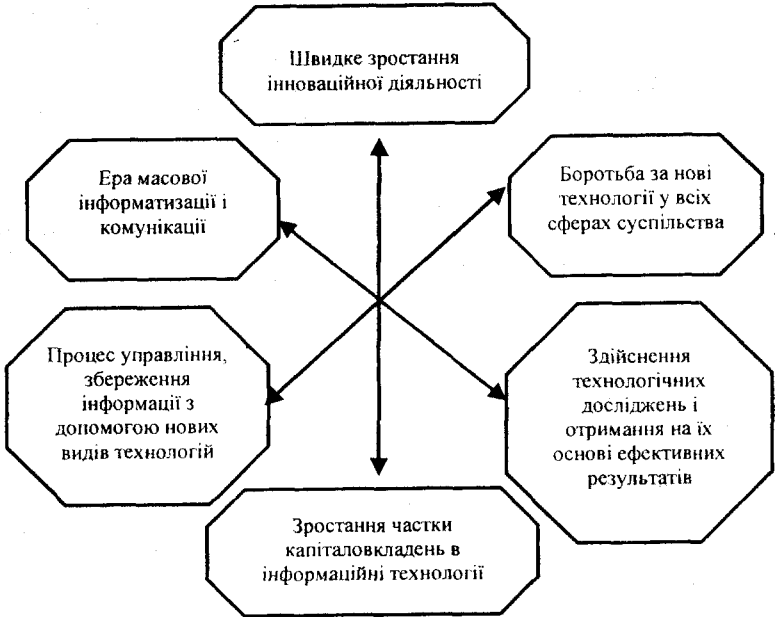 Швидке зростання
інноваційної діяльності
Ера масової
інформатизації і
комунікації
Боротьба за нові
технології у всіх
сферах суспільства
Процес управління,
збереження
інформації з
допомогою нових
видів технологій
Здійснення
технологічних
досліджень і
отримання на їх
основі ефективних
результатів
Зростання частки
капіталовкладень в
інформаційні технології